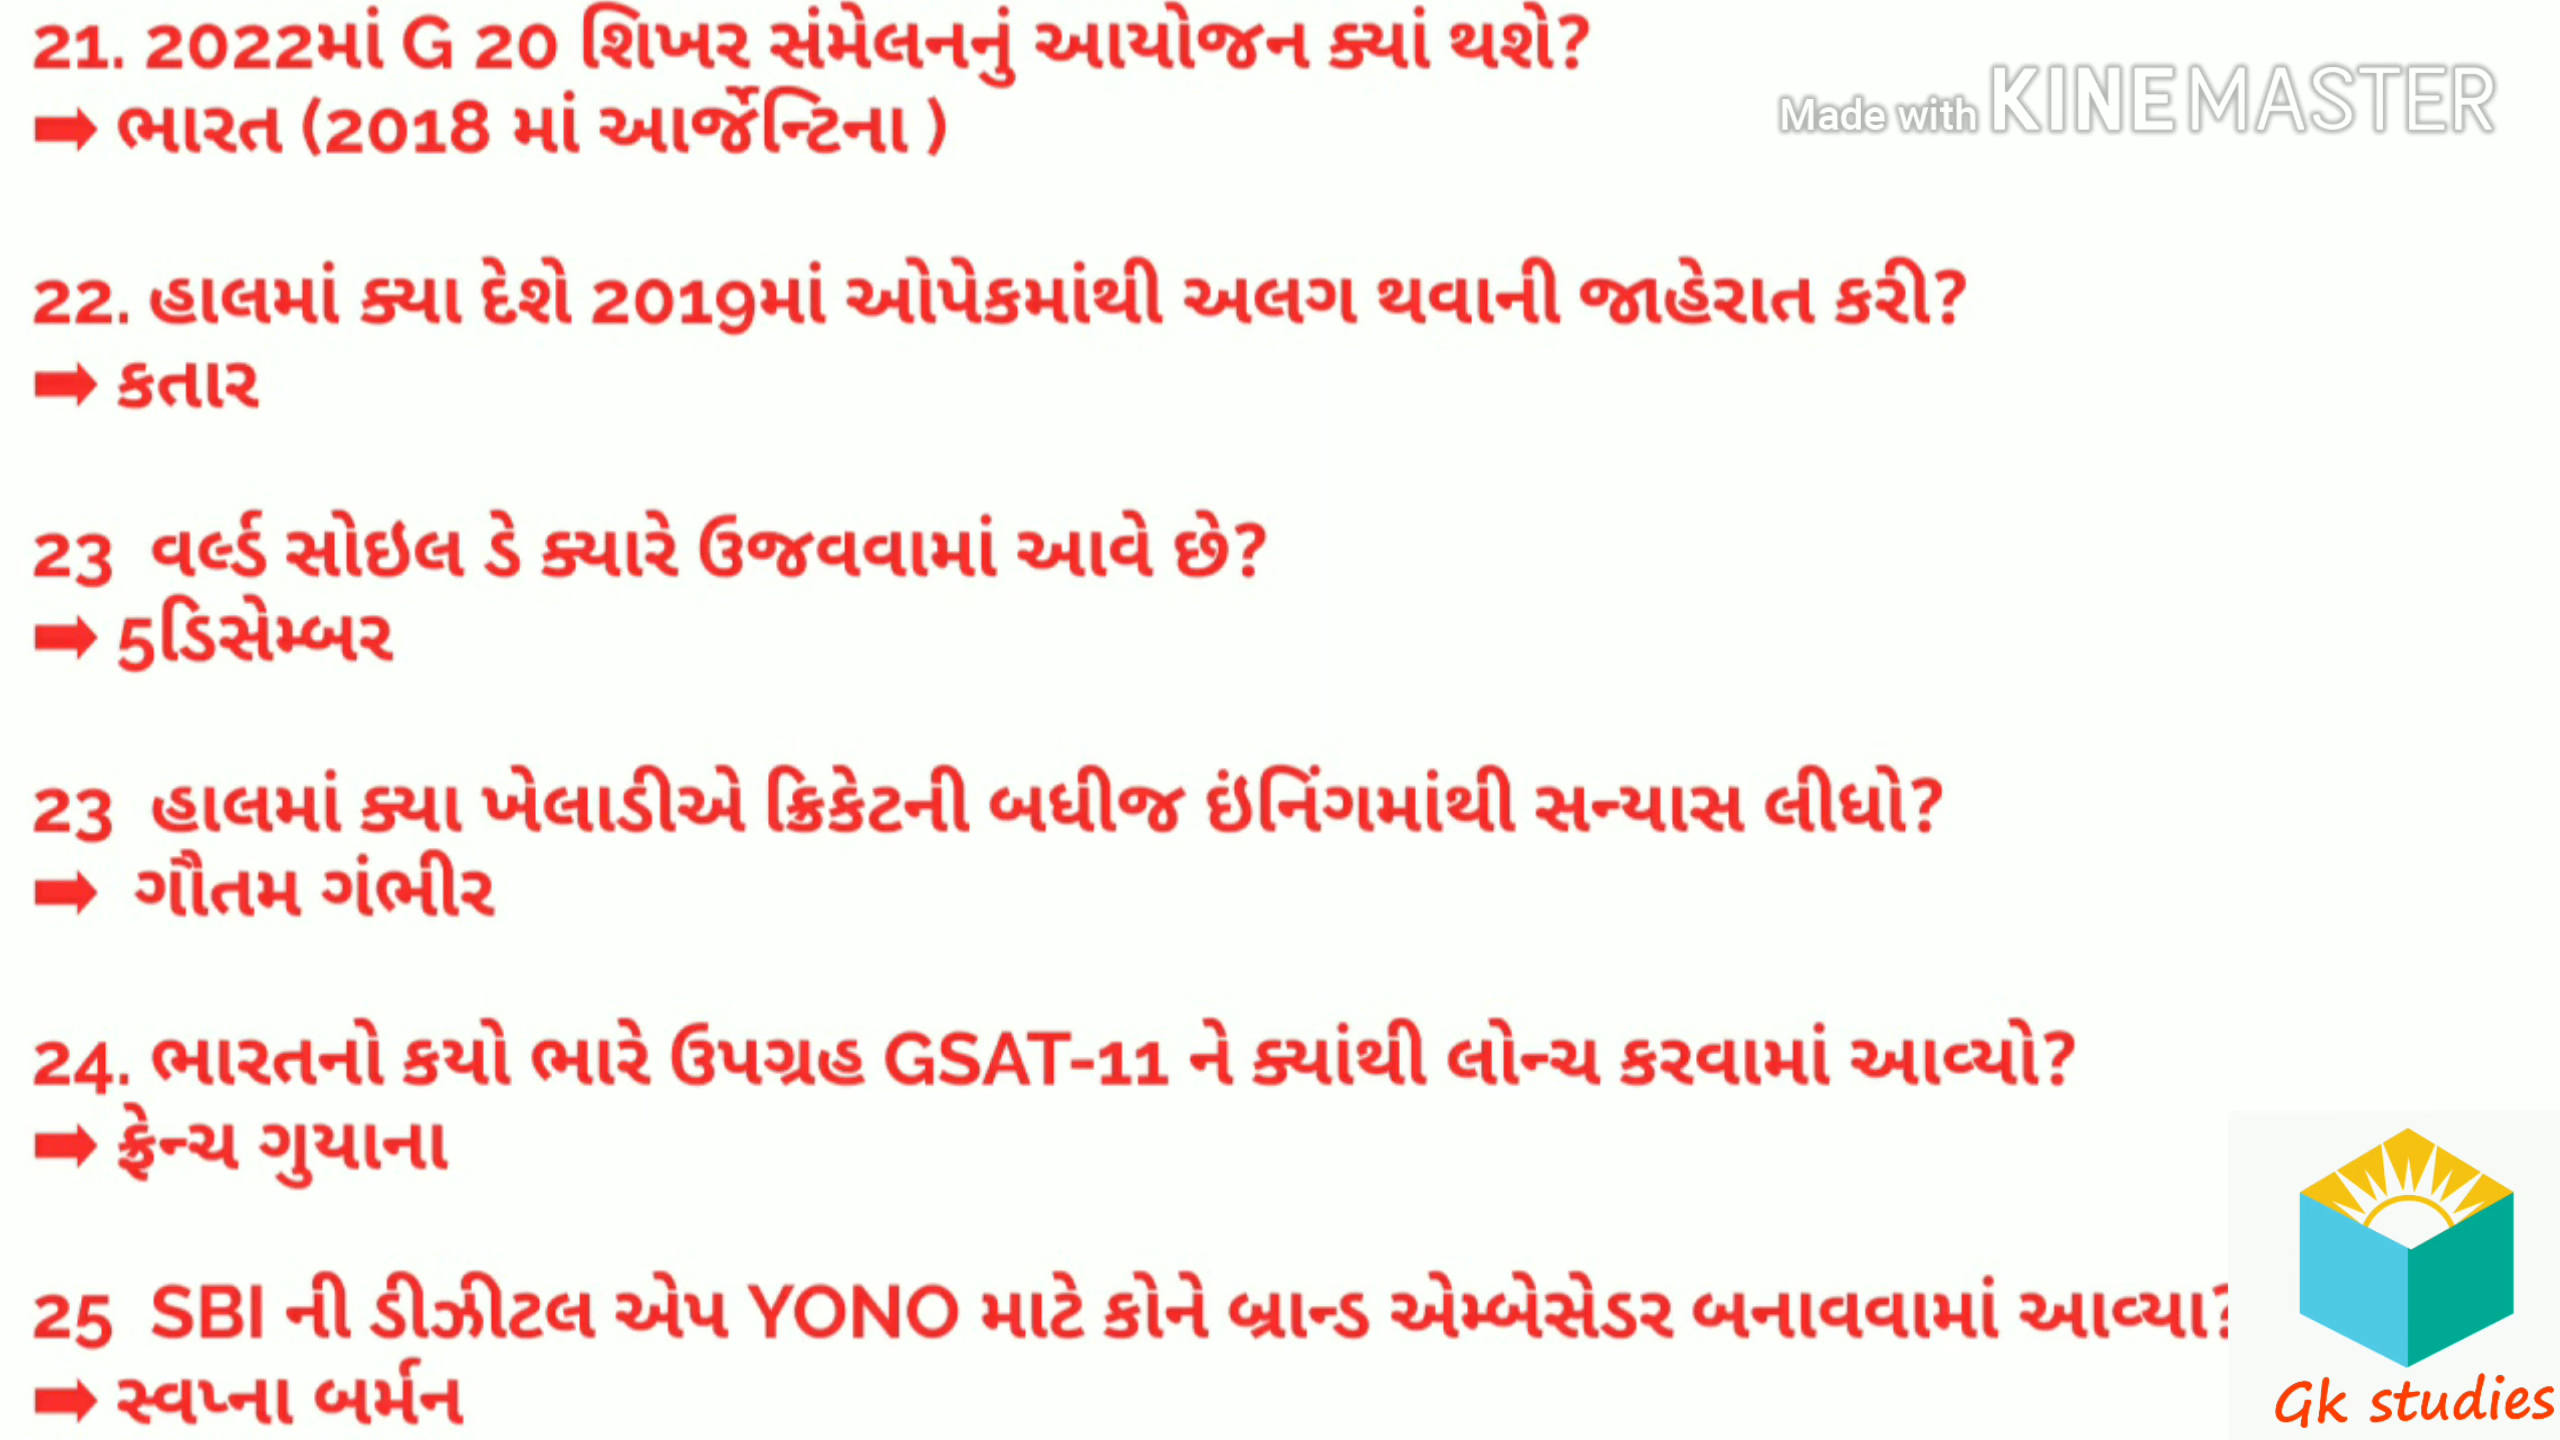 21. 2022માં G 20 શિખર સંમેલનનું આયોજન ક્યાં થશે?
➡ ભારત (2018 માં આર્જેન્ટિના )
Made with KINEMASTER
22. હાલમાં ક્યા દેશે 2019માં ઓપેકમાંથી અલગ થવાની જાહેરાત કરી?
➡ કતાર
23 વર્લ્ડ સોઇલ ડે ક્યારે ઉજવવામાં આવે છે?
➡ 5ડિસેમ્બર
23 હાલમાં ક્યા ખેલાડીએ ક્રિકેટની બધીજ ઇંનિંગમાંથી સન્યાસ લીધો?
➡ ગૌતમ ગંભીર
24. ભારતનો કયો ભારે ઉપગ્રહ GSAT-11 ને ક્યાંથી લોન્ચ કરવામાં આવ્યો?
➡ ફ્રેન્ચ ગુયાના
25 SBI ની ડીઝીટલ એપ YONO માટે કોને બ્રાન્ડ એમ્બેસેડર બનાવવામાં આવ્યા?
➡ સ્વપ્ના બર્મન
Gk studies